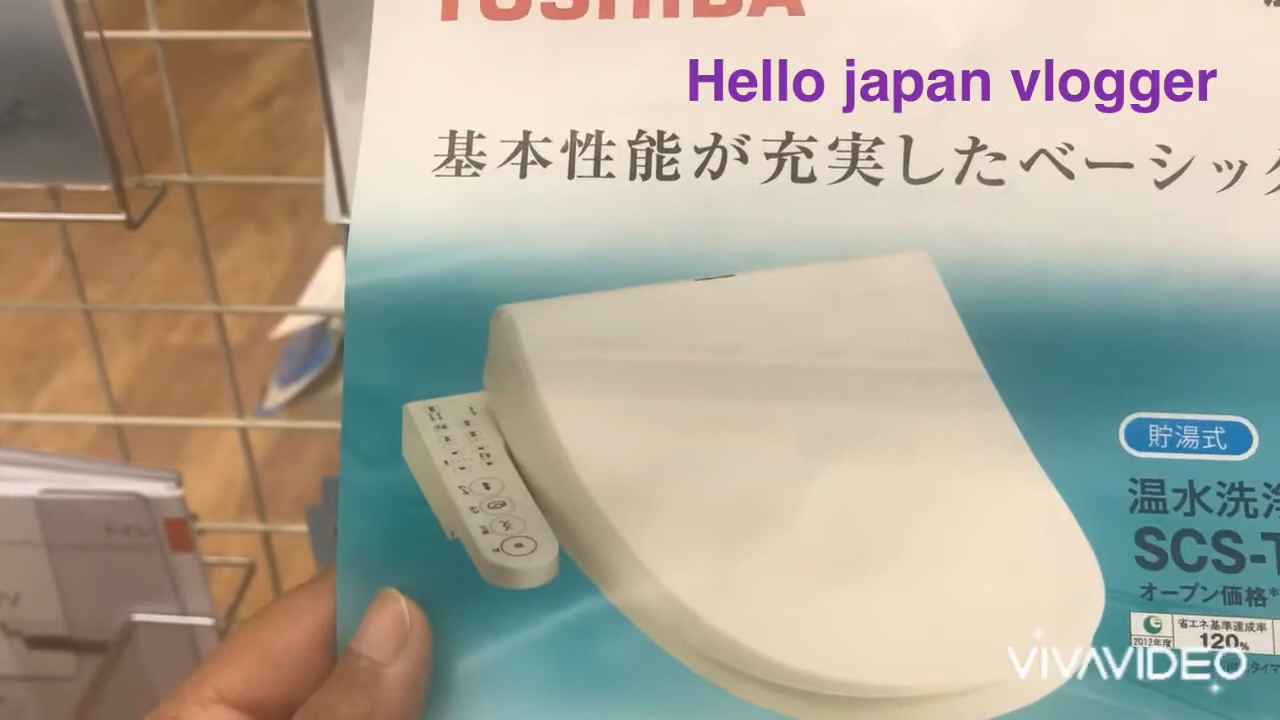 TOSHIBA
Hello japan vlogger
基本性能が充実したベーシック
貯湯式
温水洗浄
SCS-T
オープン価格*
省エネ基準達成率
2012年度
120%
VIVAVIDEO